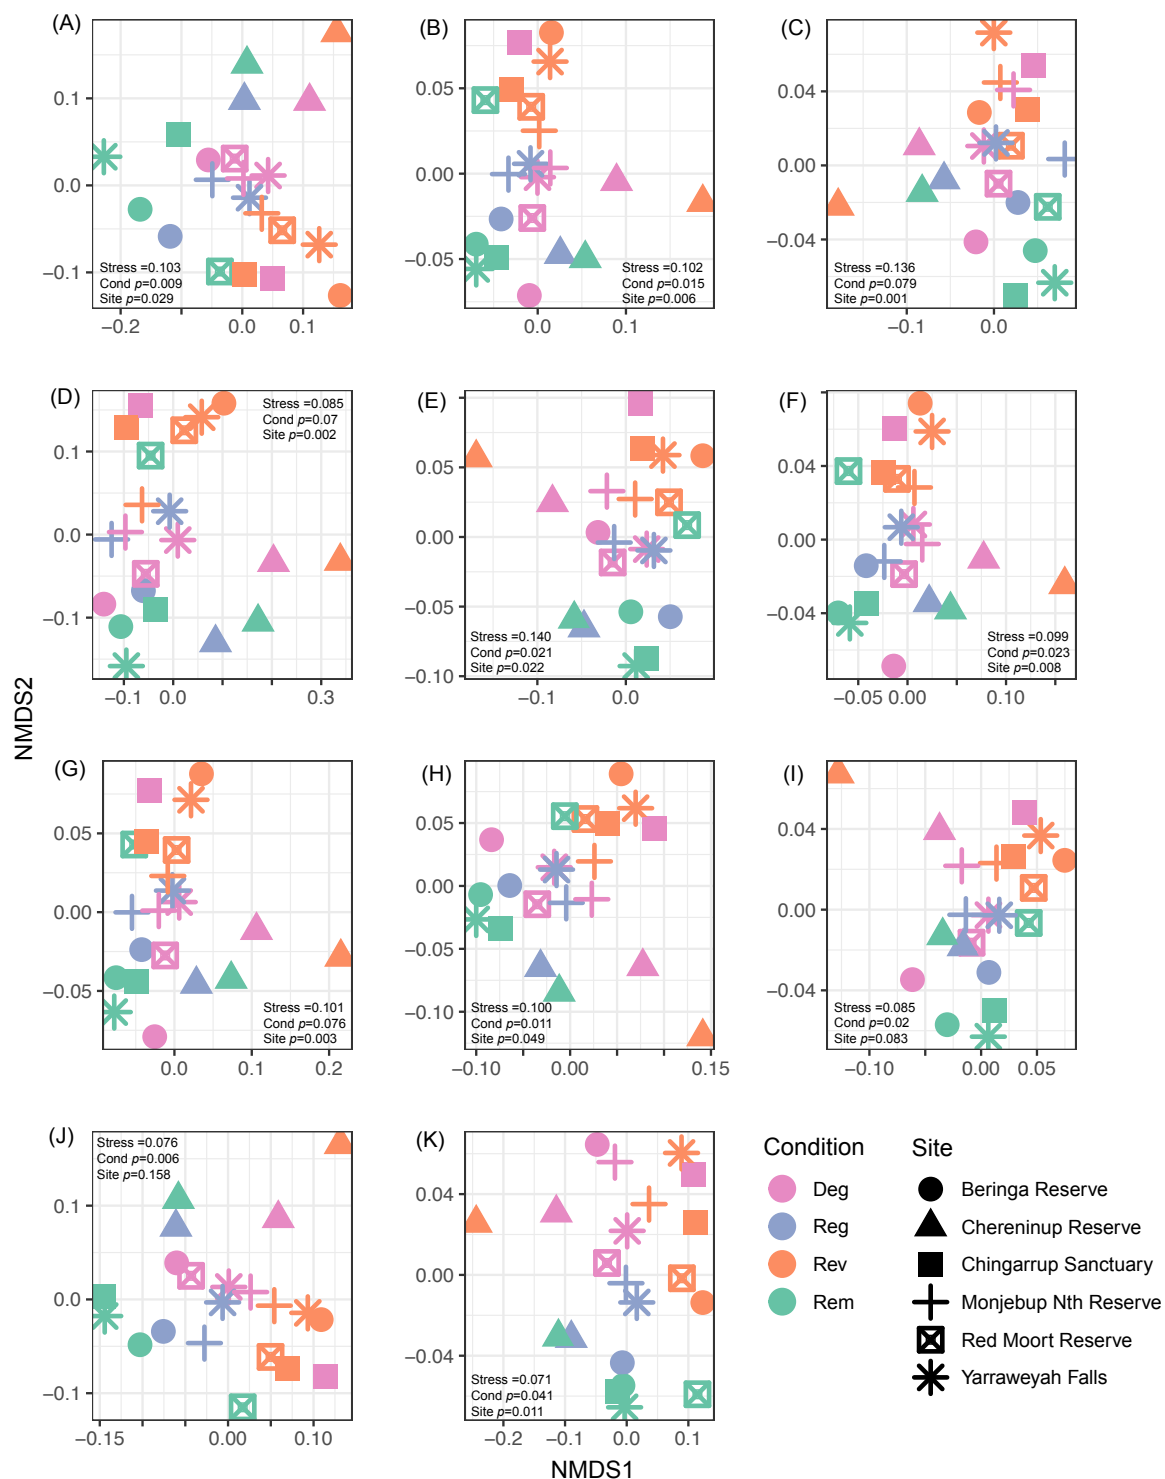 (A)
0.1
0.0
−0.1
Stress =0.103
Cond p=0.009
Site p=0.029
−0.2
0.0
0.1
(B)
0.05
0.00
−0.05
Stress =0.102
Cond p=0.015
Site p=0.006
0.0
0.1
(C)
0.04
0.00
−0.04
Stress =0.136
Cond p=0.079
Site p=0.001
−0.1
0.0
(D)
0.1
0.0
−0.1
Stress =0.085
Cond p=0.07
Site p=0.002
−0.1
0.0
0.3
(E)
0.05
0.00
−0.05
−0.10
Stress =0.140
Cond p=0.021
Site p=0.022
−0.1
0.0
(F)
0.04
0.00
−0.04
Stress =0.099
Cond p=0.023
Site p=0.008
−0.05
0.00
0.10
NMDS2
(G)
0.05
0.00
−0.05
Stress =0.101
Cond p=0.076
Site p=0.003
0.0
0.1
0.2
(H)
0.05
0.00
−0.05
−0.10
Stress =0.100
Cond p=0.011
Site p=0.049
−0.10
0.00
0.15
(I)
0.04
0.00
−0.04
Stress =0.085
Cond p=0.02
Site p=0.083
−0.10
0.00
0.05
(J)
Stress =0.076
Cond p=0.006
Site p=0.158
0.1
0.0
−0.1
−0.15
0.00
0.10
(K)
0.04
0.00
−0.04
Stress =0.071
Cond p=0.041
Site p=0.011
−0.2
−0.1
0.0
0.1
NMDS1
Condition
Deg
Reg
Rev
Rem
Site
Beringa Reserve
Chereninup Reserve
Chingarrup Sanctuary
Monjebup Nth Reserve
Red Moort Reserve
Yarraweyah Falls